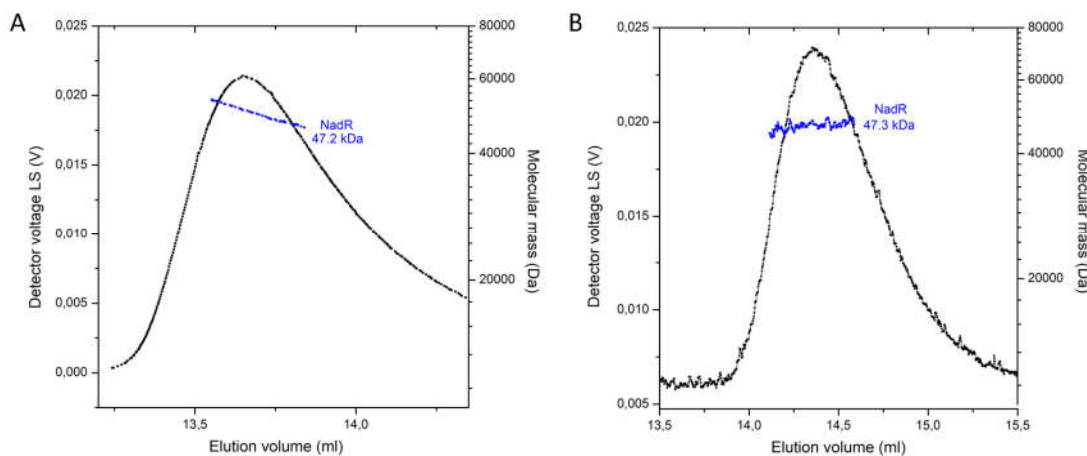 A
0,025
0,020
0,015
0,010
0,005
0,000
Detector voltage LS (V)
80000
60000
40000
20000
Molecular mass (Da)
NadR
47.2 kDa
13,5
14,0
Elution volume (ml)
B
0,025
0,020
0,015
0,010
0,005
Detector voltage LS (V)
80000
60000
40000
20000
Molecular mass (Da)
NadR
47.3 kDa
13,5
14,0
14,5
15,0
15,5
Elution volume (ml)